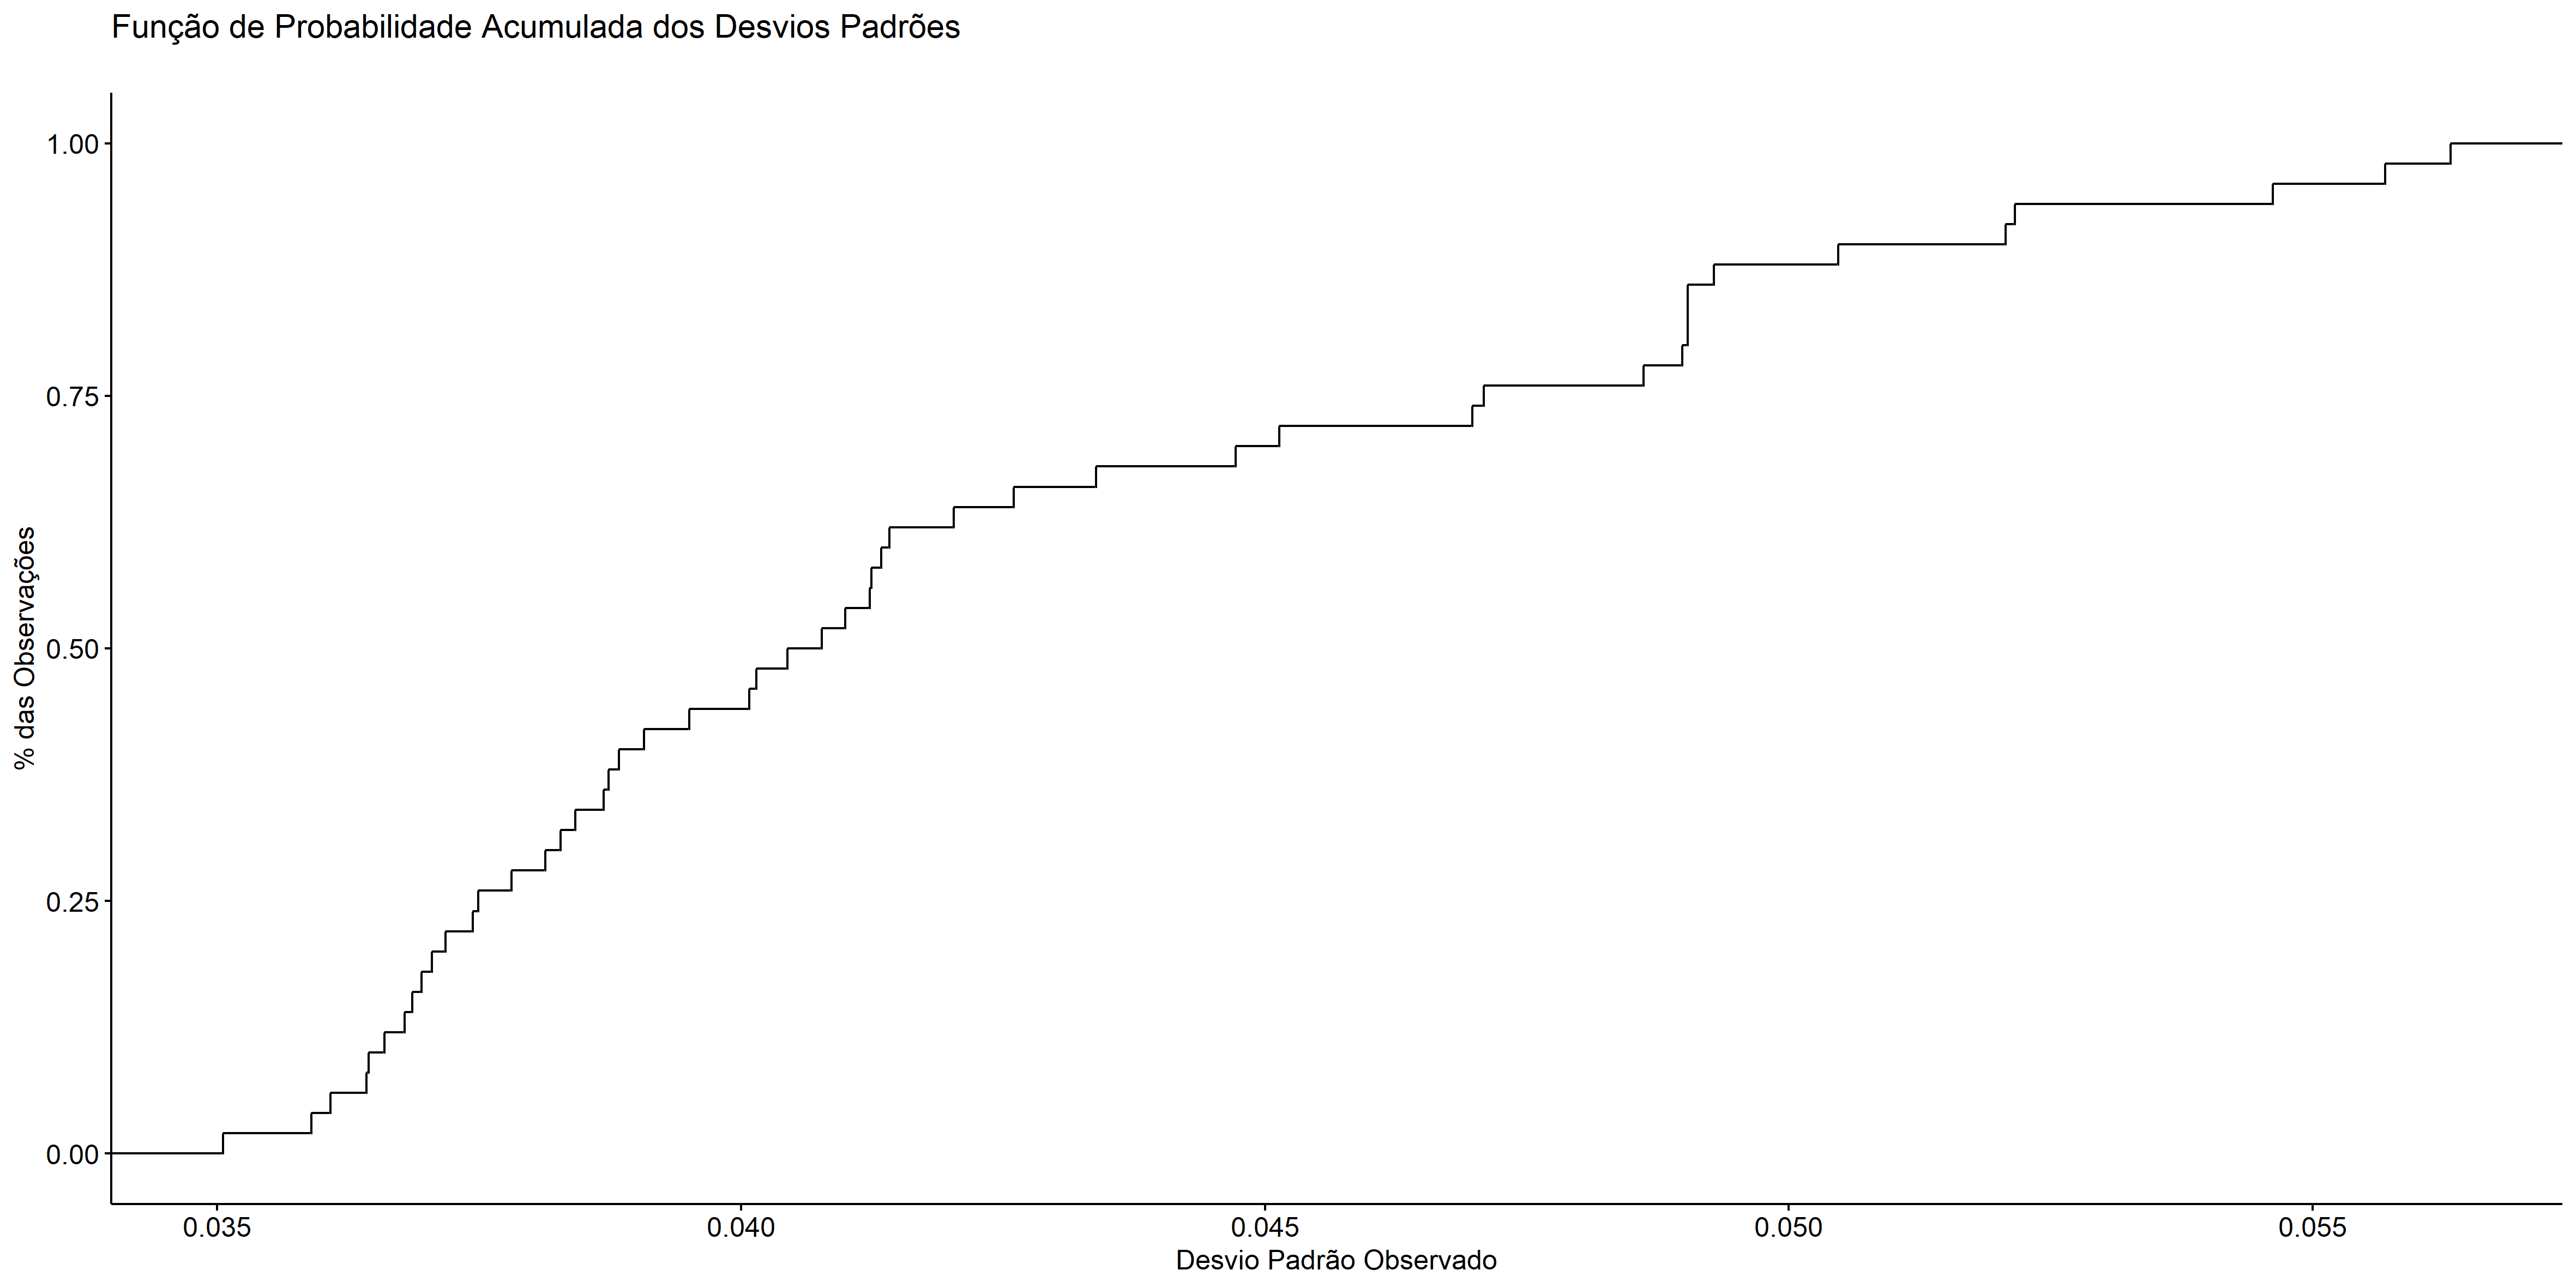 Função de Probabilidade Acumulada dos Desvios Padrões
1.00
0.75
0.50
0.25
0.00
% das Observações
0.035 0.040 0.045 0.050 0.055
Desvio Padrão Observado